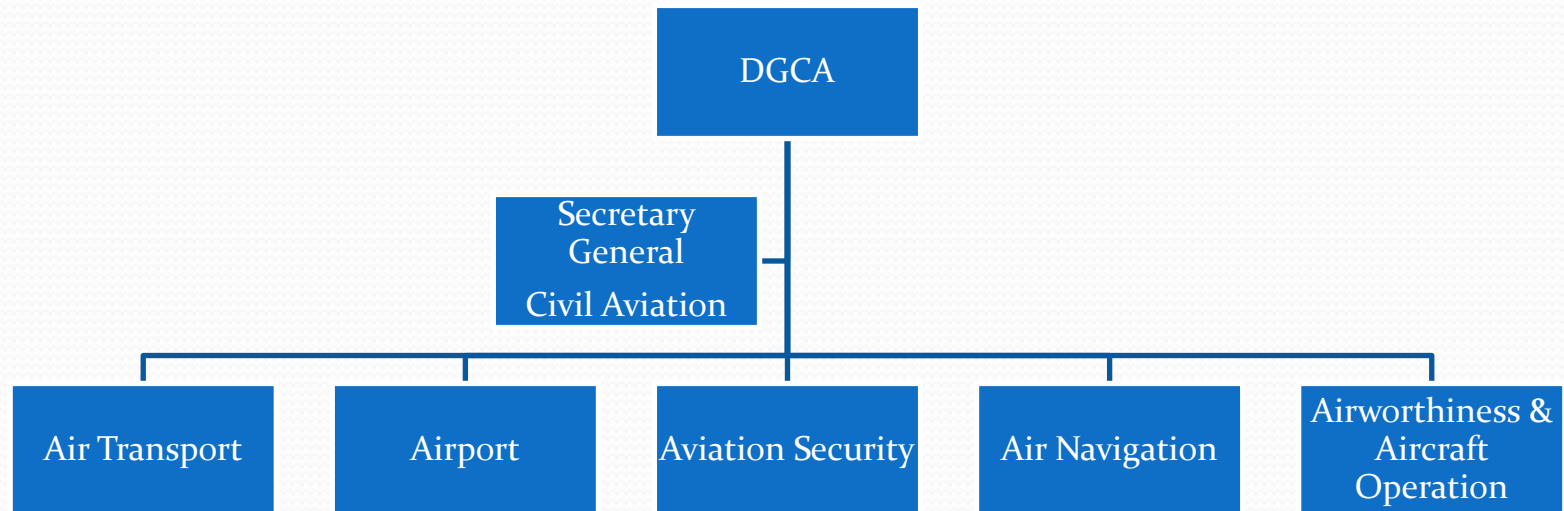 DGCA
Secretary
General
Civil Aviation
Air Transport
Airport
Aviation Security
Air Navigation
Airworthiness &
Aircraft
Operation